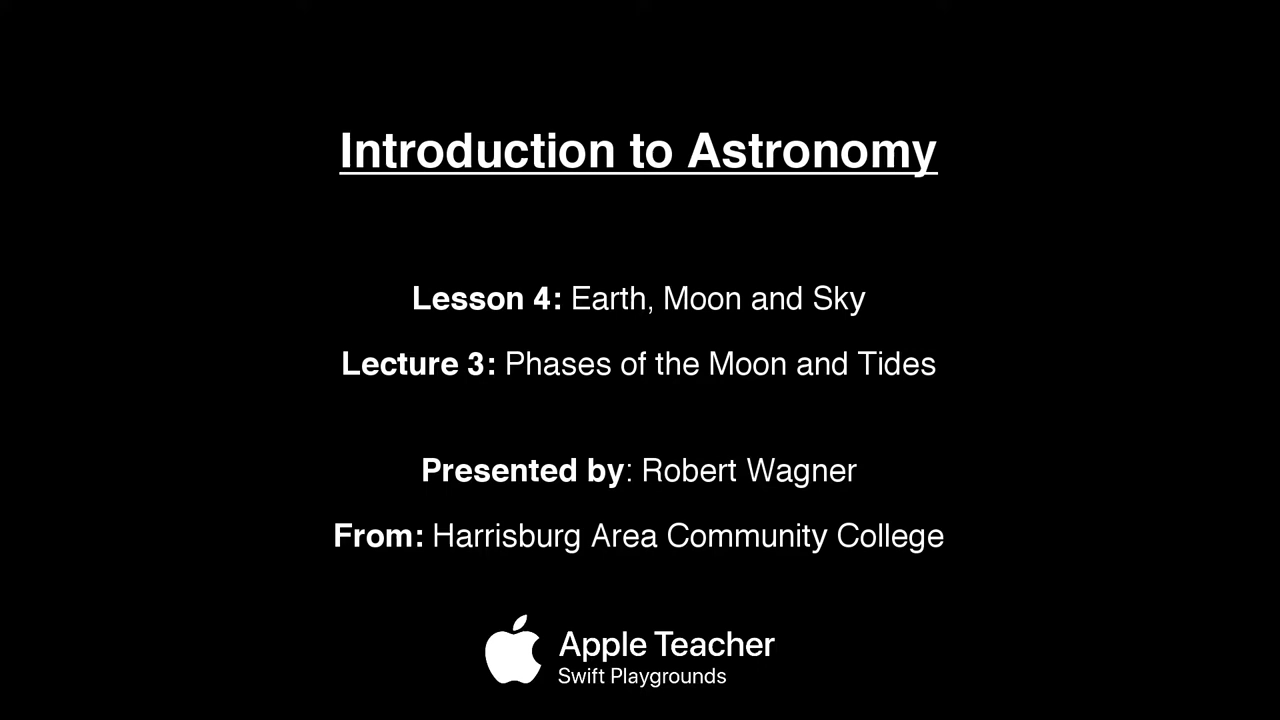 Introduction to Astronomy
Lesson 4: Earth, Moon and Sky
Lecture 3: Phases of the Moon and Tides
Presented by: Robert Wagner
From: Harrisburg Area Community College
Apple Teacher
Swift Playgrounds